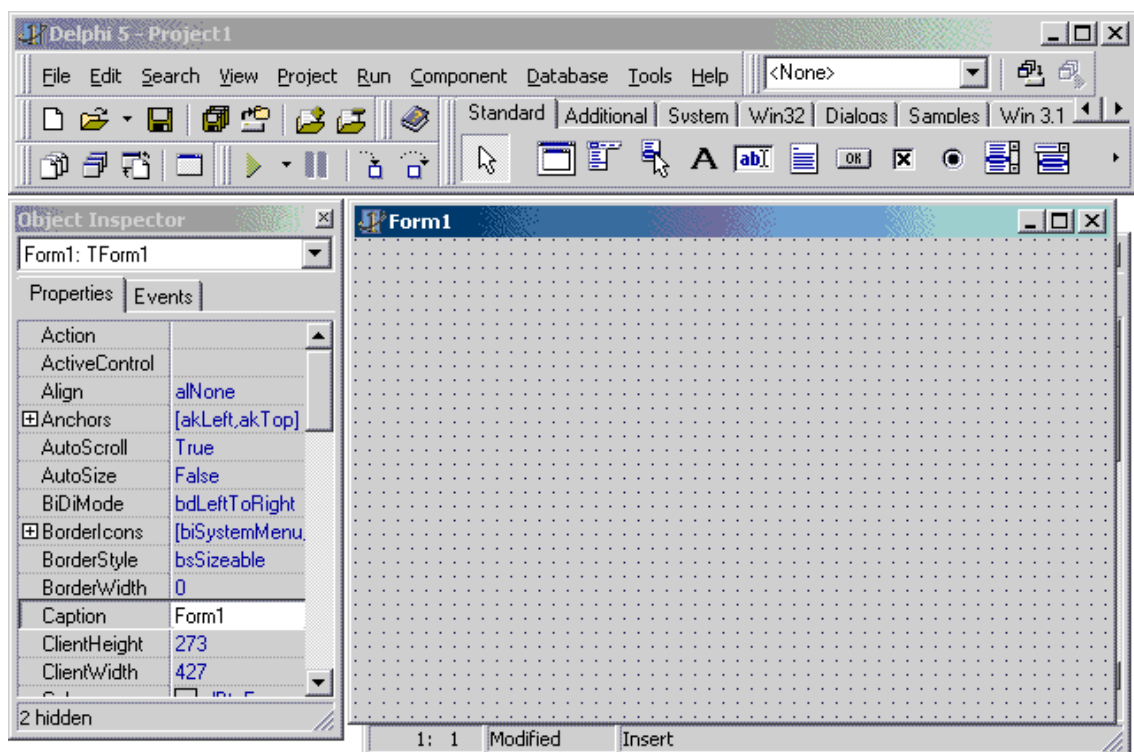 Delphi 5 - Project1
File Edit Search View Project Run Component Database Tools Help <None>
Standard Additional System Win32 Dialogs Samples Win 3.1
A ab OK
Object Inspector
Form1: TForm1
Properties Events
Action
ActiveControl
Align alNone
Anchors [akLeft,akTop]
AutoScroll True
AutoSize False
BiDiMode bdLeftToRight
BorderIcons [biSystemMenu,
BorderStyle bsSizeable
BorderWidth 0
Caption Form1
ClientHeight 273
ClientWidth 427
2 hidden
Form1
1: 1 Modified Insert